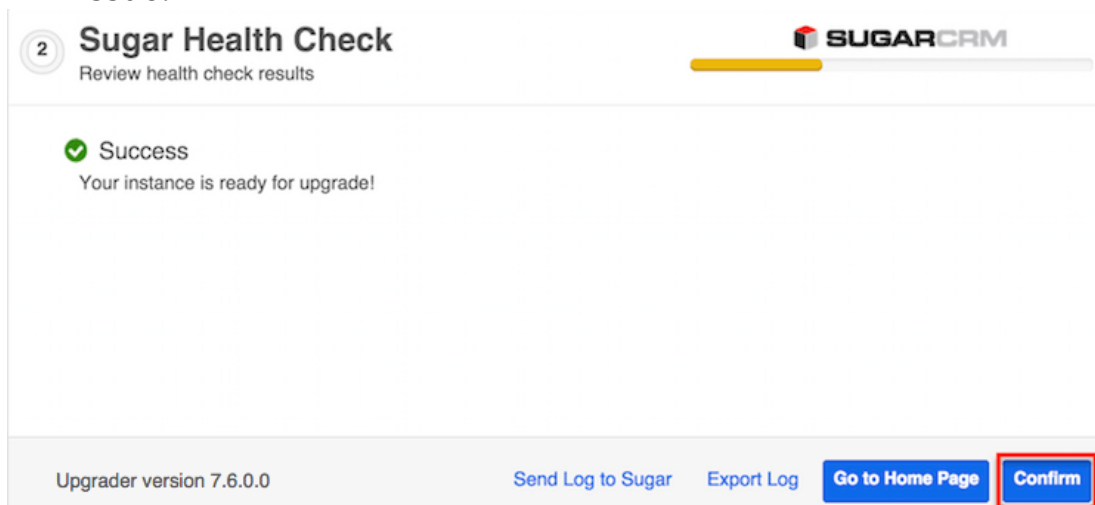 2
Sugar Health Check
SUGARCRM
Review health check results
Success
Your instance is ready for upgrade!
Upgrader version 7.6.0.0
Send Log to Sugar
Export Log
Go to Home Page
Confirm